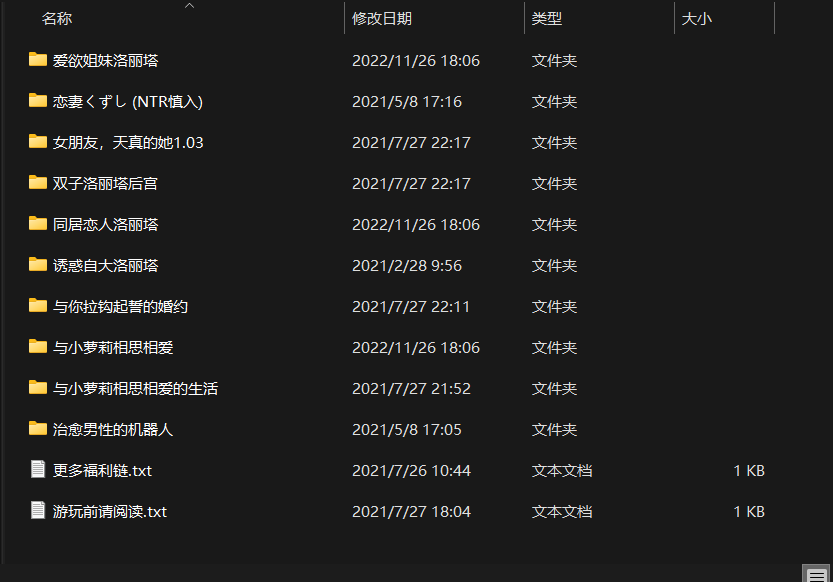 名称 修改日期 类型 大小
爱欲姐妹洛丽塔 2022/11/26 18:06 文件夹
恋妻くずし (NTR慎入) 2021/5/8 17:16 文件夹
女朋友，天真的她1.03 2021/7/27 22:17 文件夹
双子洛丽塔后宫 2021/7/27 22:17 文件夹
同居恋人洛丽塔 2022/11/26 18:06 文件夹
诱惑自大洛丽塔 2021/2/28 9:56 文件夹
与你拉钩起誓的婚约 2021/7/27 22:11 文件夹
与小萝莉相思相爱 2022/11/26 18:06 文件夹
与小萝莉相思相爱的生活 2021/7/27 21:52 文件夹
治愈男性的机器人 2021/5/8 17:05 文件夹
更多福利链.txt 2021/7/26 10:44 文本文档 1 KB
游玩前请阅读.txt 2021/7/27 18:04 文本文档 1 KB